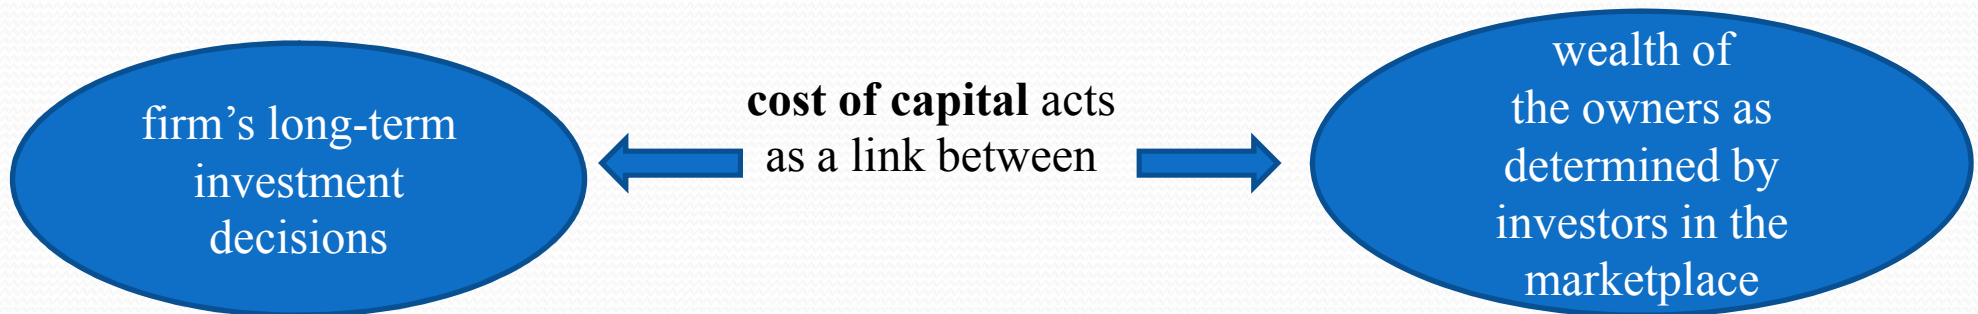 firm’s long-term
investment
decisions
cost of capital acts
as a link between
wealth of
the owners as
determined by
investors in the
marketplace